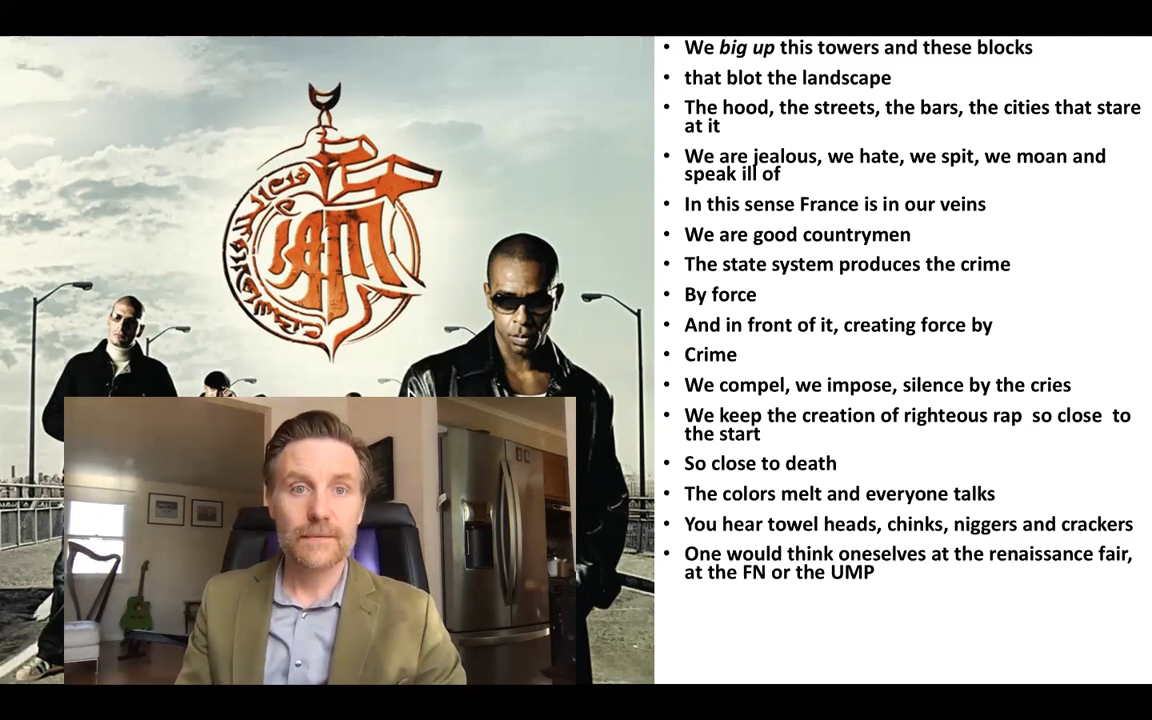 IAM
We big up this towers and these blocks
that blot the landscape
The hood, the streets, the bars, the cities that stare
at it
We are jealous, we hate, we spit, we moan and
speak ill of
In this sense France is in our veins
We are good countrymen
The state system produces the crime
By force
And in front of it, creating force by
Crime
We compel, we impose, silence by the cries
We keep the creation of righteous rap so close to
the start
So close to death
The colors melt and everyone talks
You hear towel heads, chinks, niggers and crackers
One would think oneselves at the renaissance fair,
at the FN or the UMP